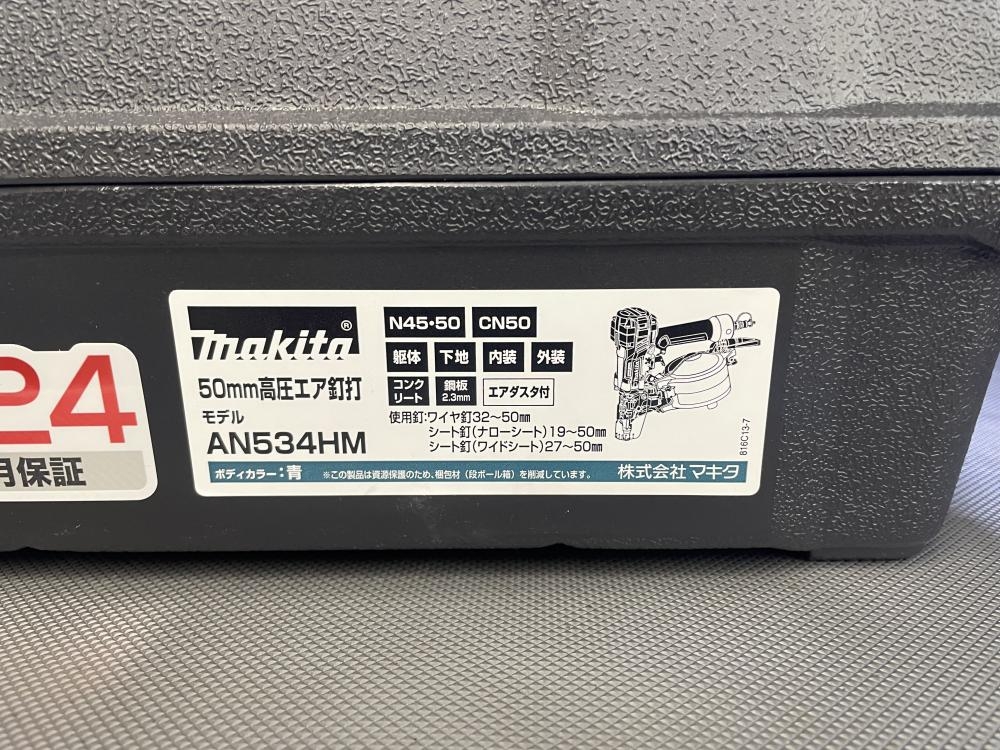 24
月保証
makita®
50mm高圧エア釘打
モデル
AN534HM
N45・50 CN50
躯体 下地 内装 外装
コンクリート 鋼板2.3mm エアダスタ付
使用釘:ワイヤ釘32～50mm
シート釘(ナローシート)19～50mm
シート釘(ワイドシート)27～50mm
816C13-7
ボディカラー:青 ※この製品は資源保護のため、梱包材(段ボール箱)を削減しています。 株式会社マキタ